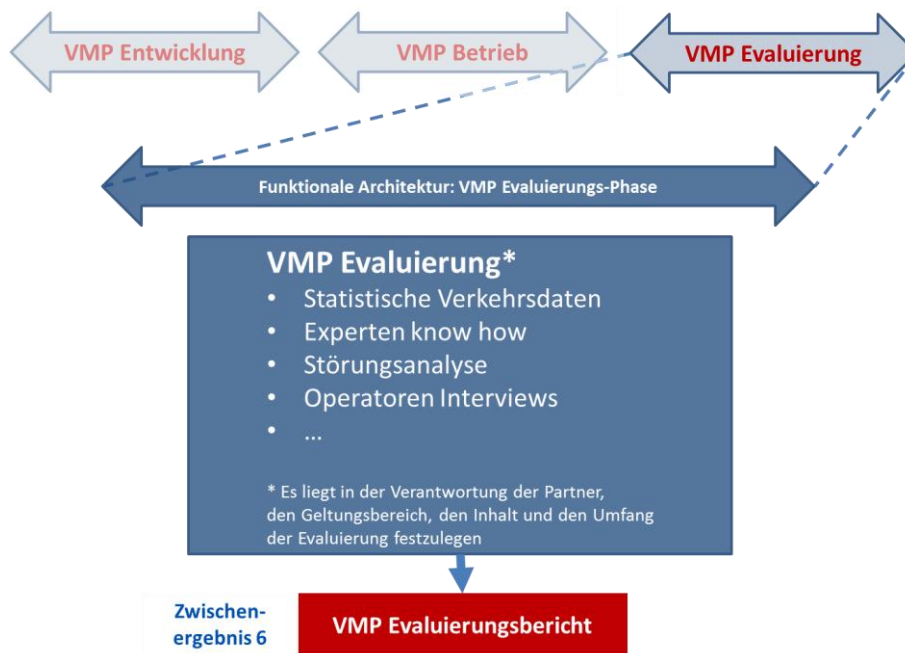 VMP Entwicklung
VMP Betrieb
VMP Evaluierung
Funktionale Architektur: VMP Evaluierungs-Phase
VMP Evaluierung*
• Statistische Verkehrsdaten
• Experten know how
• Störungsanalyse
• Operatoren Interviews
• ...
* Es liegt in der Verantwortung der Partner,
den Geltungsbereich, den Inhalt und den Umfang
der Evaluierung festzulegen
Zwischen-
ergebnis 6
VMP Evaluierungsbericht